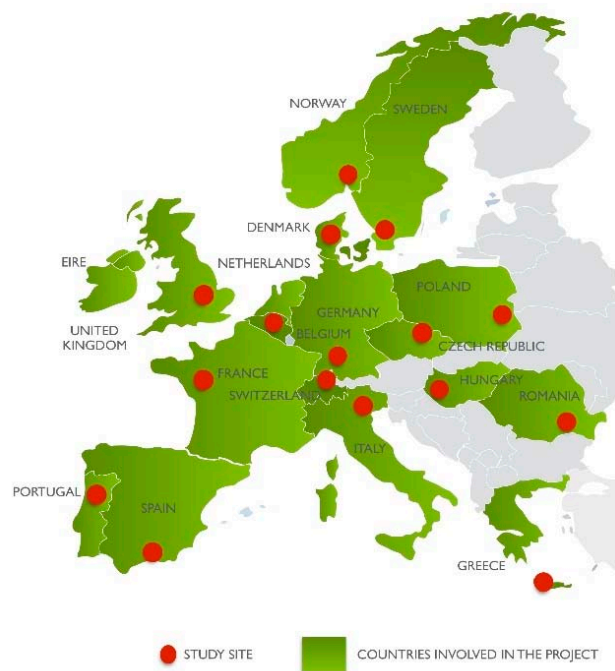 NORWAY
SWEDEN
DENMARK
NETHERLANDS
EIRE
UNITED
KINGDOM
POLAND
GERMANY
BELGIUM
CZECH REPUBLIC
FRANCE
SWITZERLAND
HUNGARY
ROMANIA
ITALY
PORTUGAL
SPAIN
GREECE
STUDY SITE
COUNTRIES INVOLVED IN THE PROJECT